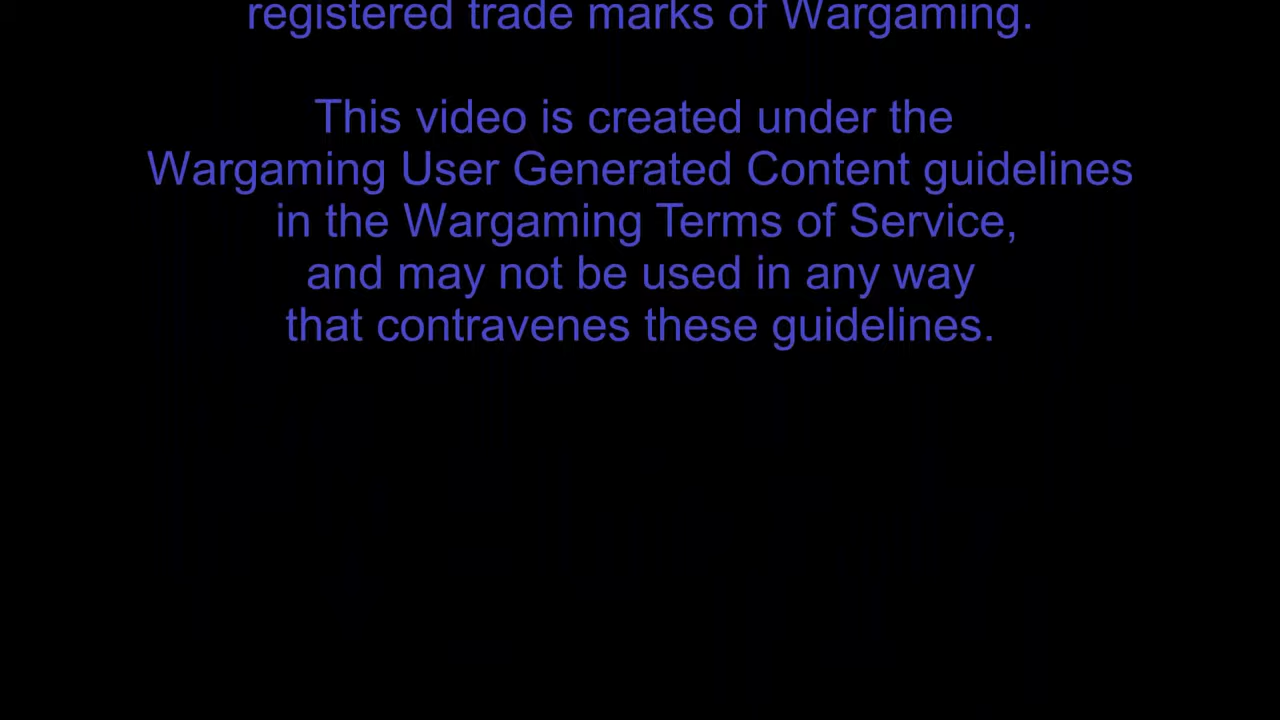 registered trade marks of Wargaming.
This video is created under the
Wargaming User Generated Content guidelines
in the Wargaming Terms of Service,
and may not be used in any way
that contravenes these guidelines.